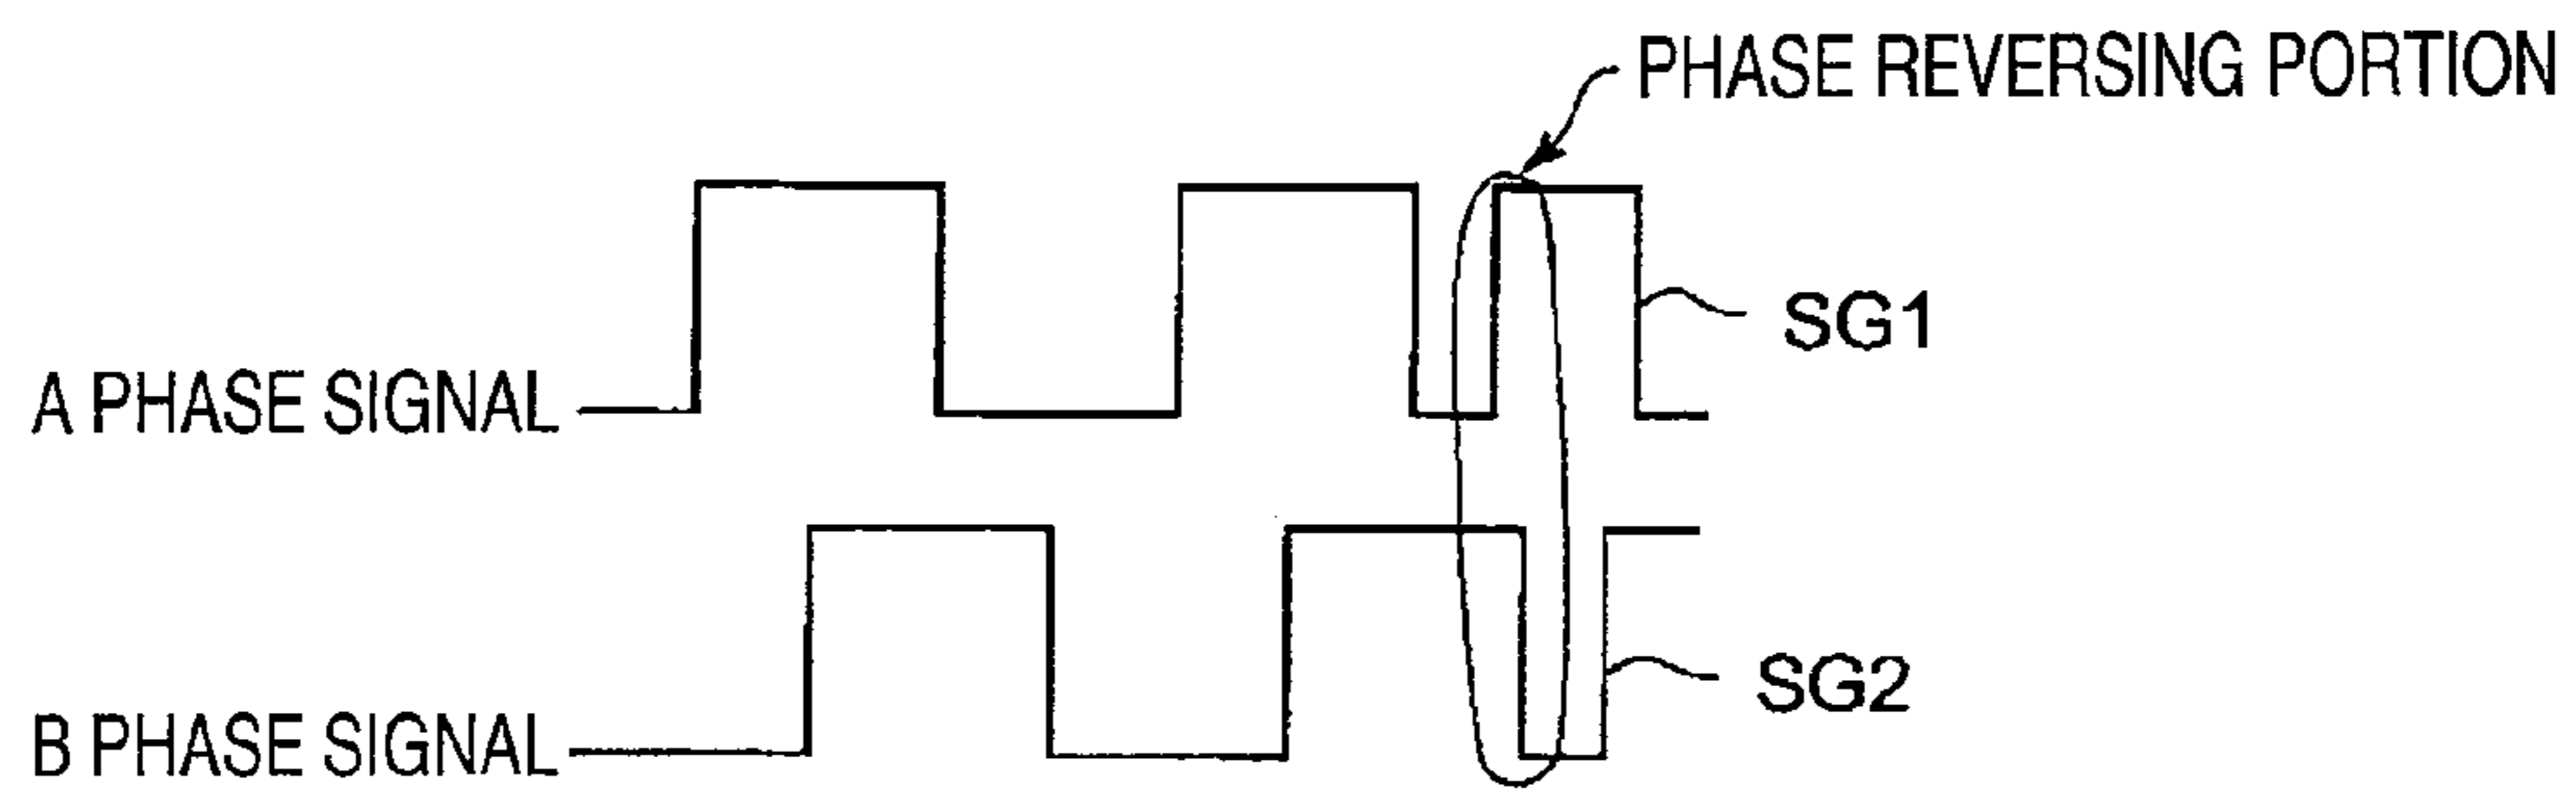 PHASE REVERSING PORTION
SG1
A PHASE SIGNAL
SG2
B PHASE SIGNAL